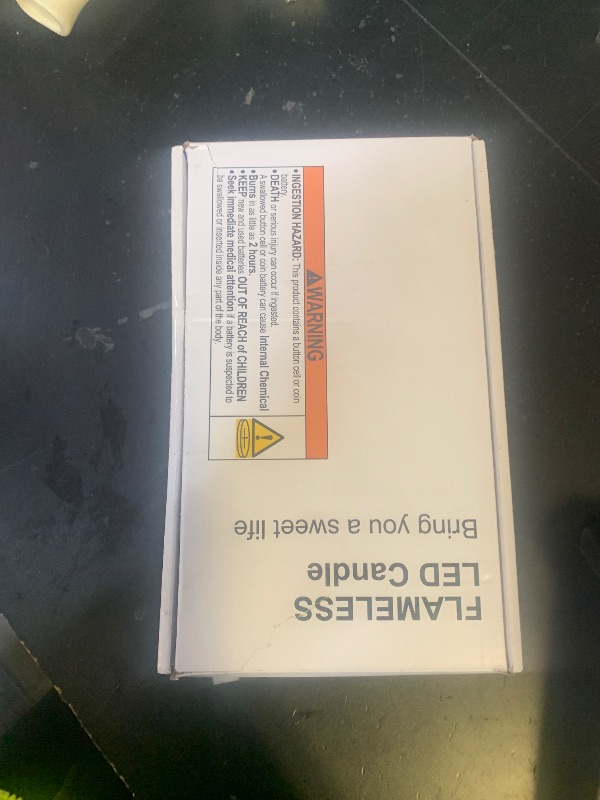 FLAMELESS
LED Candle
Bring you a sweet life
WARNING
• INGESTION HAZARD: This product contains a button cell or coin
battery.
• DEATH or serious injury can occur if ingested.
• A swallowed button cell or coin battery can cause Internal Chemical
Burns in as little as 2 hours.
• KEEP new and used batteries OUT OF REACH of CHILDREN
• Seek immediate medical attention if a battery is suspected to
be swallowed or inserted inside any part of the body.